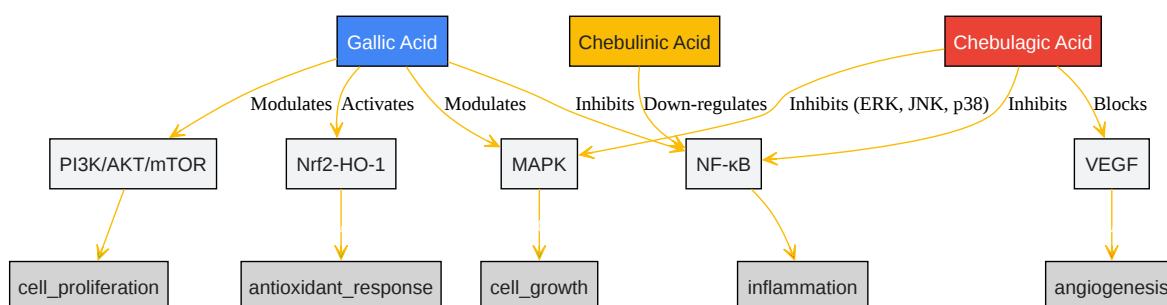 Gallic Acid
Chebulinic Acid
Chebulagic Acid
Modulates
Activates
Modulates
Inhibits
Down-regulates
Inhibits (ERK, JNK, p38)
Inhibits
Blocks
PI3K/AKT/mTOR
Nrf2-HO-1
MAPK
NF-κB
VEGF
cell_proliferation
antioxidant_response
cell_growth
inflammation
angiogenesis